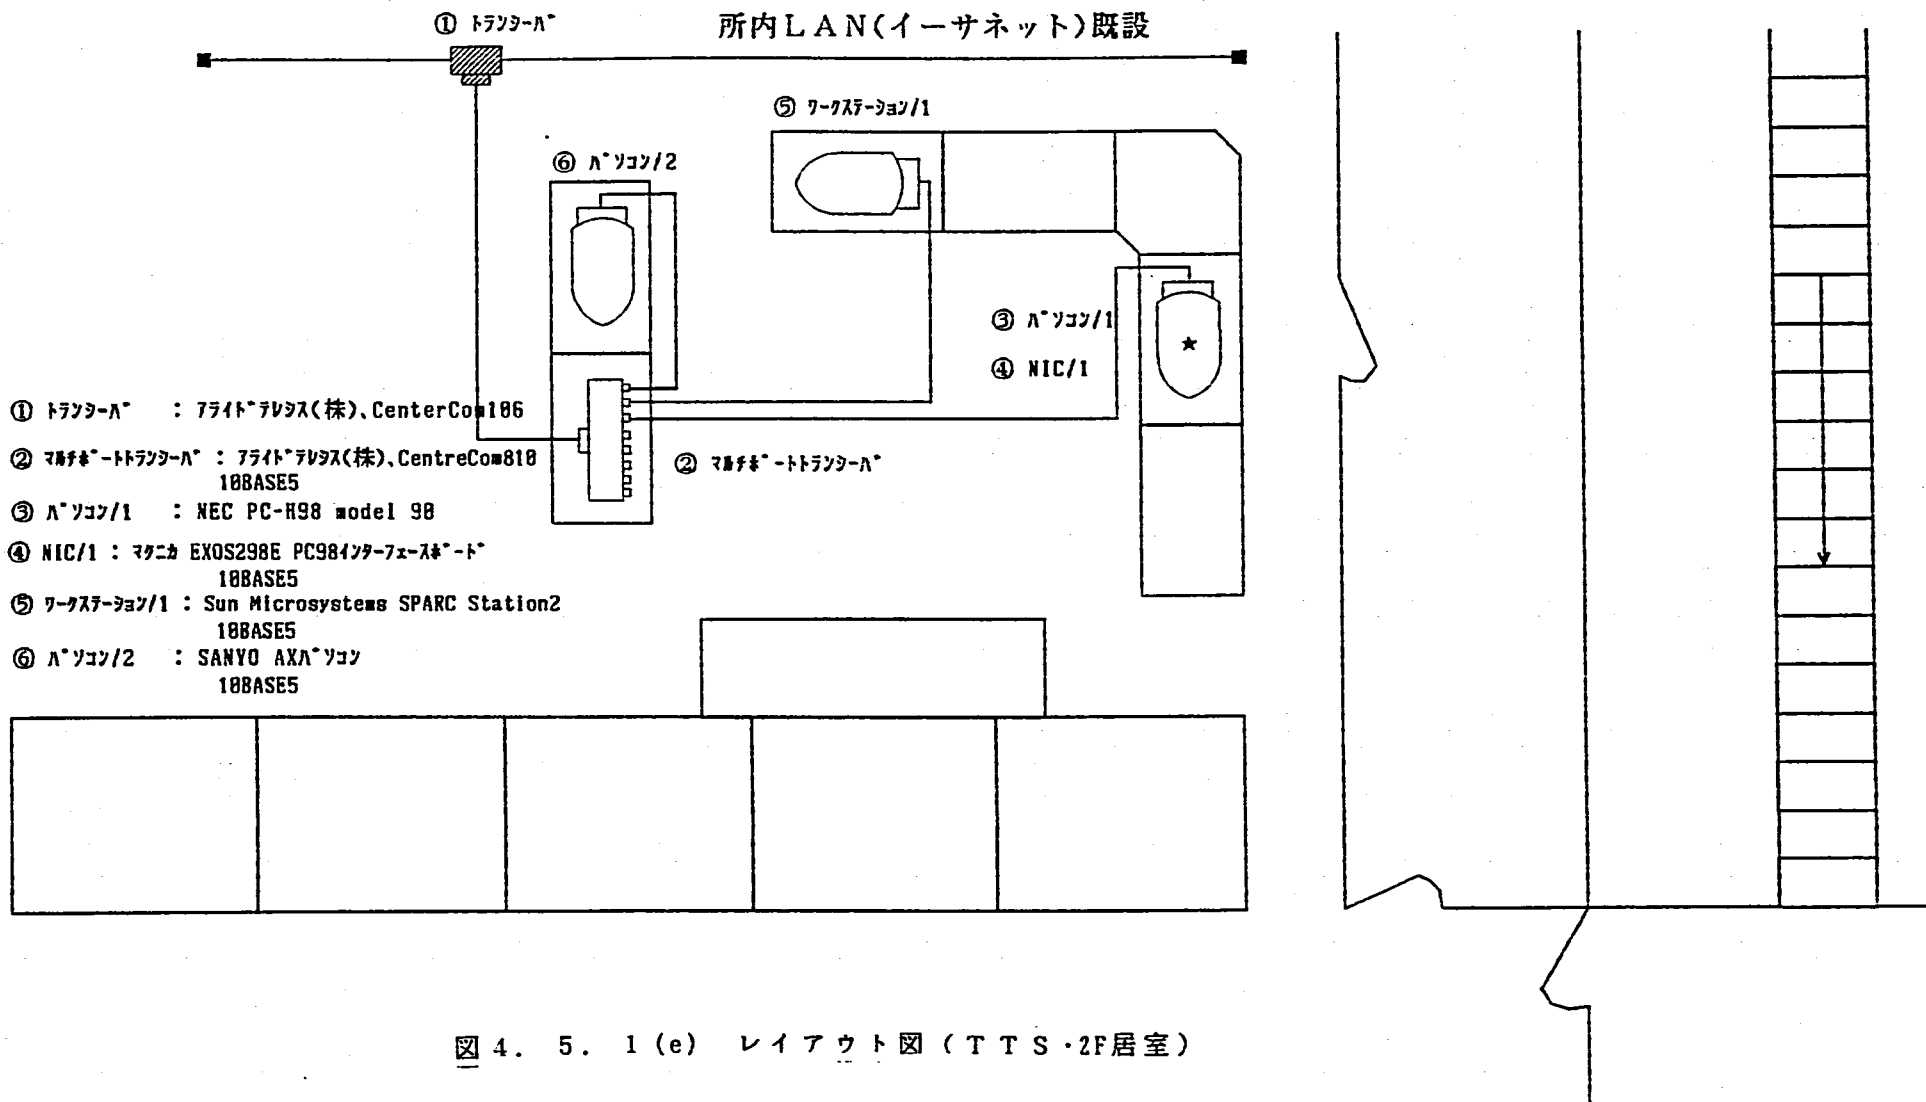 ① ﾄﾗﾝｼｰﾊﾞ
所内LAN(イーサネット)既設
⑤ ﾜｰｸｽﾃｰｼｮﾝ/1
⑥ ﾊﾟｿｺﾝ/2
③ ﾊﾟｿｺﾝ/1
★
④ NIC/1
① ﾄﾗﾝｼｰﾊﾞ : ｱﾗｲﾄﾞﾃﾚｼｽ(株)､CenterCom106
② ﾏﾙﾁﾎﾟｰﾄﾄﾗﾝｼｰﾊﾞ : ｱﾗｲﾄﾞﾃﾚｼｽ(株)､CentreCom810
10BASE5
② ﾏﾙﾁﾎﾟｰﾄﾄﾗﾝｼｰﾊﾞ
③ ﾊﾟｿｺﾝ/1 : NEC PC-H98 model 90
④ NIC/1 : ﾏｸﾆｶ EXOS298E PC98ｲﾝﾀｰﾌｪｰｽﾎﾞｰﾄﾞ
10BASE5
⑤ ﾜｰｸｽﾃｰｼｮﾝ/1 : Sun Microsystems SPARC Station2
10BASE5
⑥ ﾊﾟｿｺﾝ/2 : SANYO AXﾊﾟｿｺﾝ
10BASE5
図4. 5. 1(e) レイアウト図(TTS・2F居室)